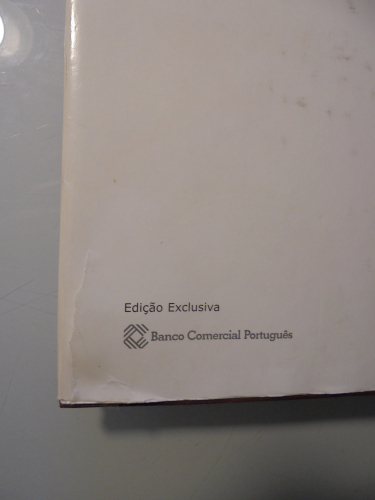 Edição Exclusiva
Banco Comercial Português